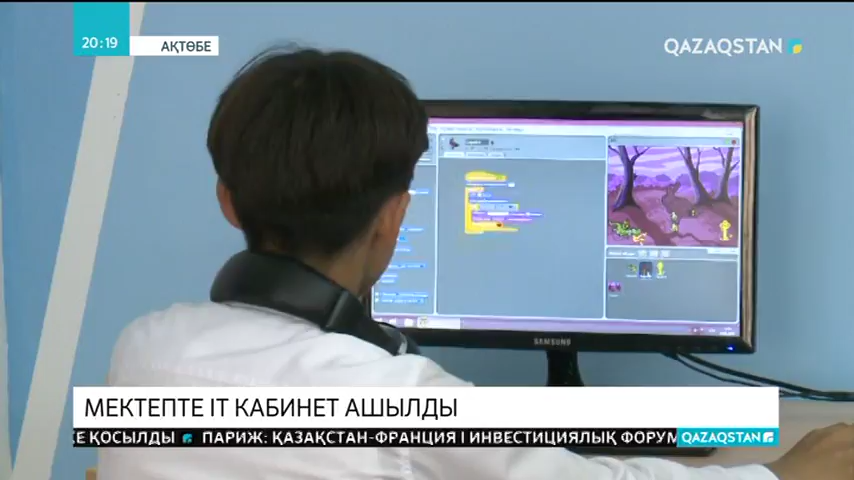 20:19
АҚТӨБЕ
QAZAQSTAN
SAMSUNG
МЕКТЕПТЕ IT КАБИНЕТ АШЫЛДЫ
ҚОСЫЛДЫ ПАРИЖ: ҚАЗАҚСТАН-ФРАНЦИЯ І ИНВЕСТИЦИЯЛЫҚ ФОРУМ
QAZAQSTAN